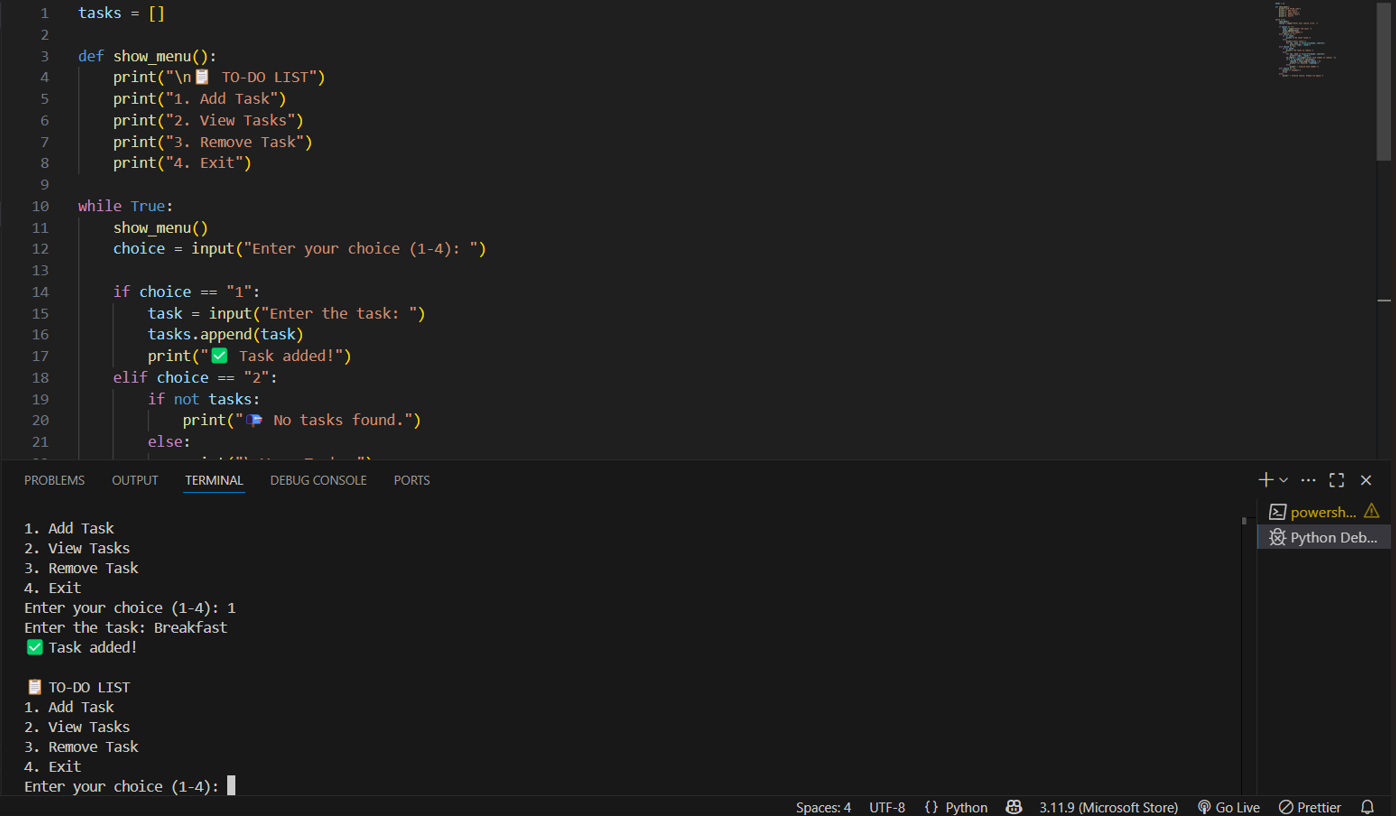 1 tasks = []
2
3 def show_menu():
4     print("\n📋 TO-DO LIST")
5     print("1. Add Task")
6     print("2. View Tasks")
7     print("3. Remove Task")
8     print("4. Exit")
9
10 while True:
11     show_menu()
12     choice = input("Enter your choice (1-4): ")
13
14     if choice == "1":
15         task = input("Enter the task: ")
16         tasks.append(task)
17         print("✅ Task added!")
18     elif choice == "2":
19         if not tasks:
20             print("📭 No tasks found.")
21         else:
PROBLEMS OUTPUT TERMINAL DEBUG CONSOLE PORTS
powersh...
Python Deb...
1. Add Task
2. View Tasks
3. Remove Task
4. Exit
Enter your choice (1-4): 1
Enter the task: Breakfast
✅ Task added!

📋 TO-DO LIST
1. Add Task
2. View Tasks
3. Remove Task
4. Exit
Enter your choice (1-4):
Spaces: 4 UTF-8 {} Python 3.11.9 (Microsoft Store) Go Live Prettier